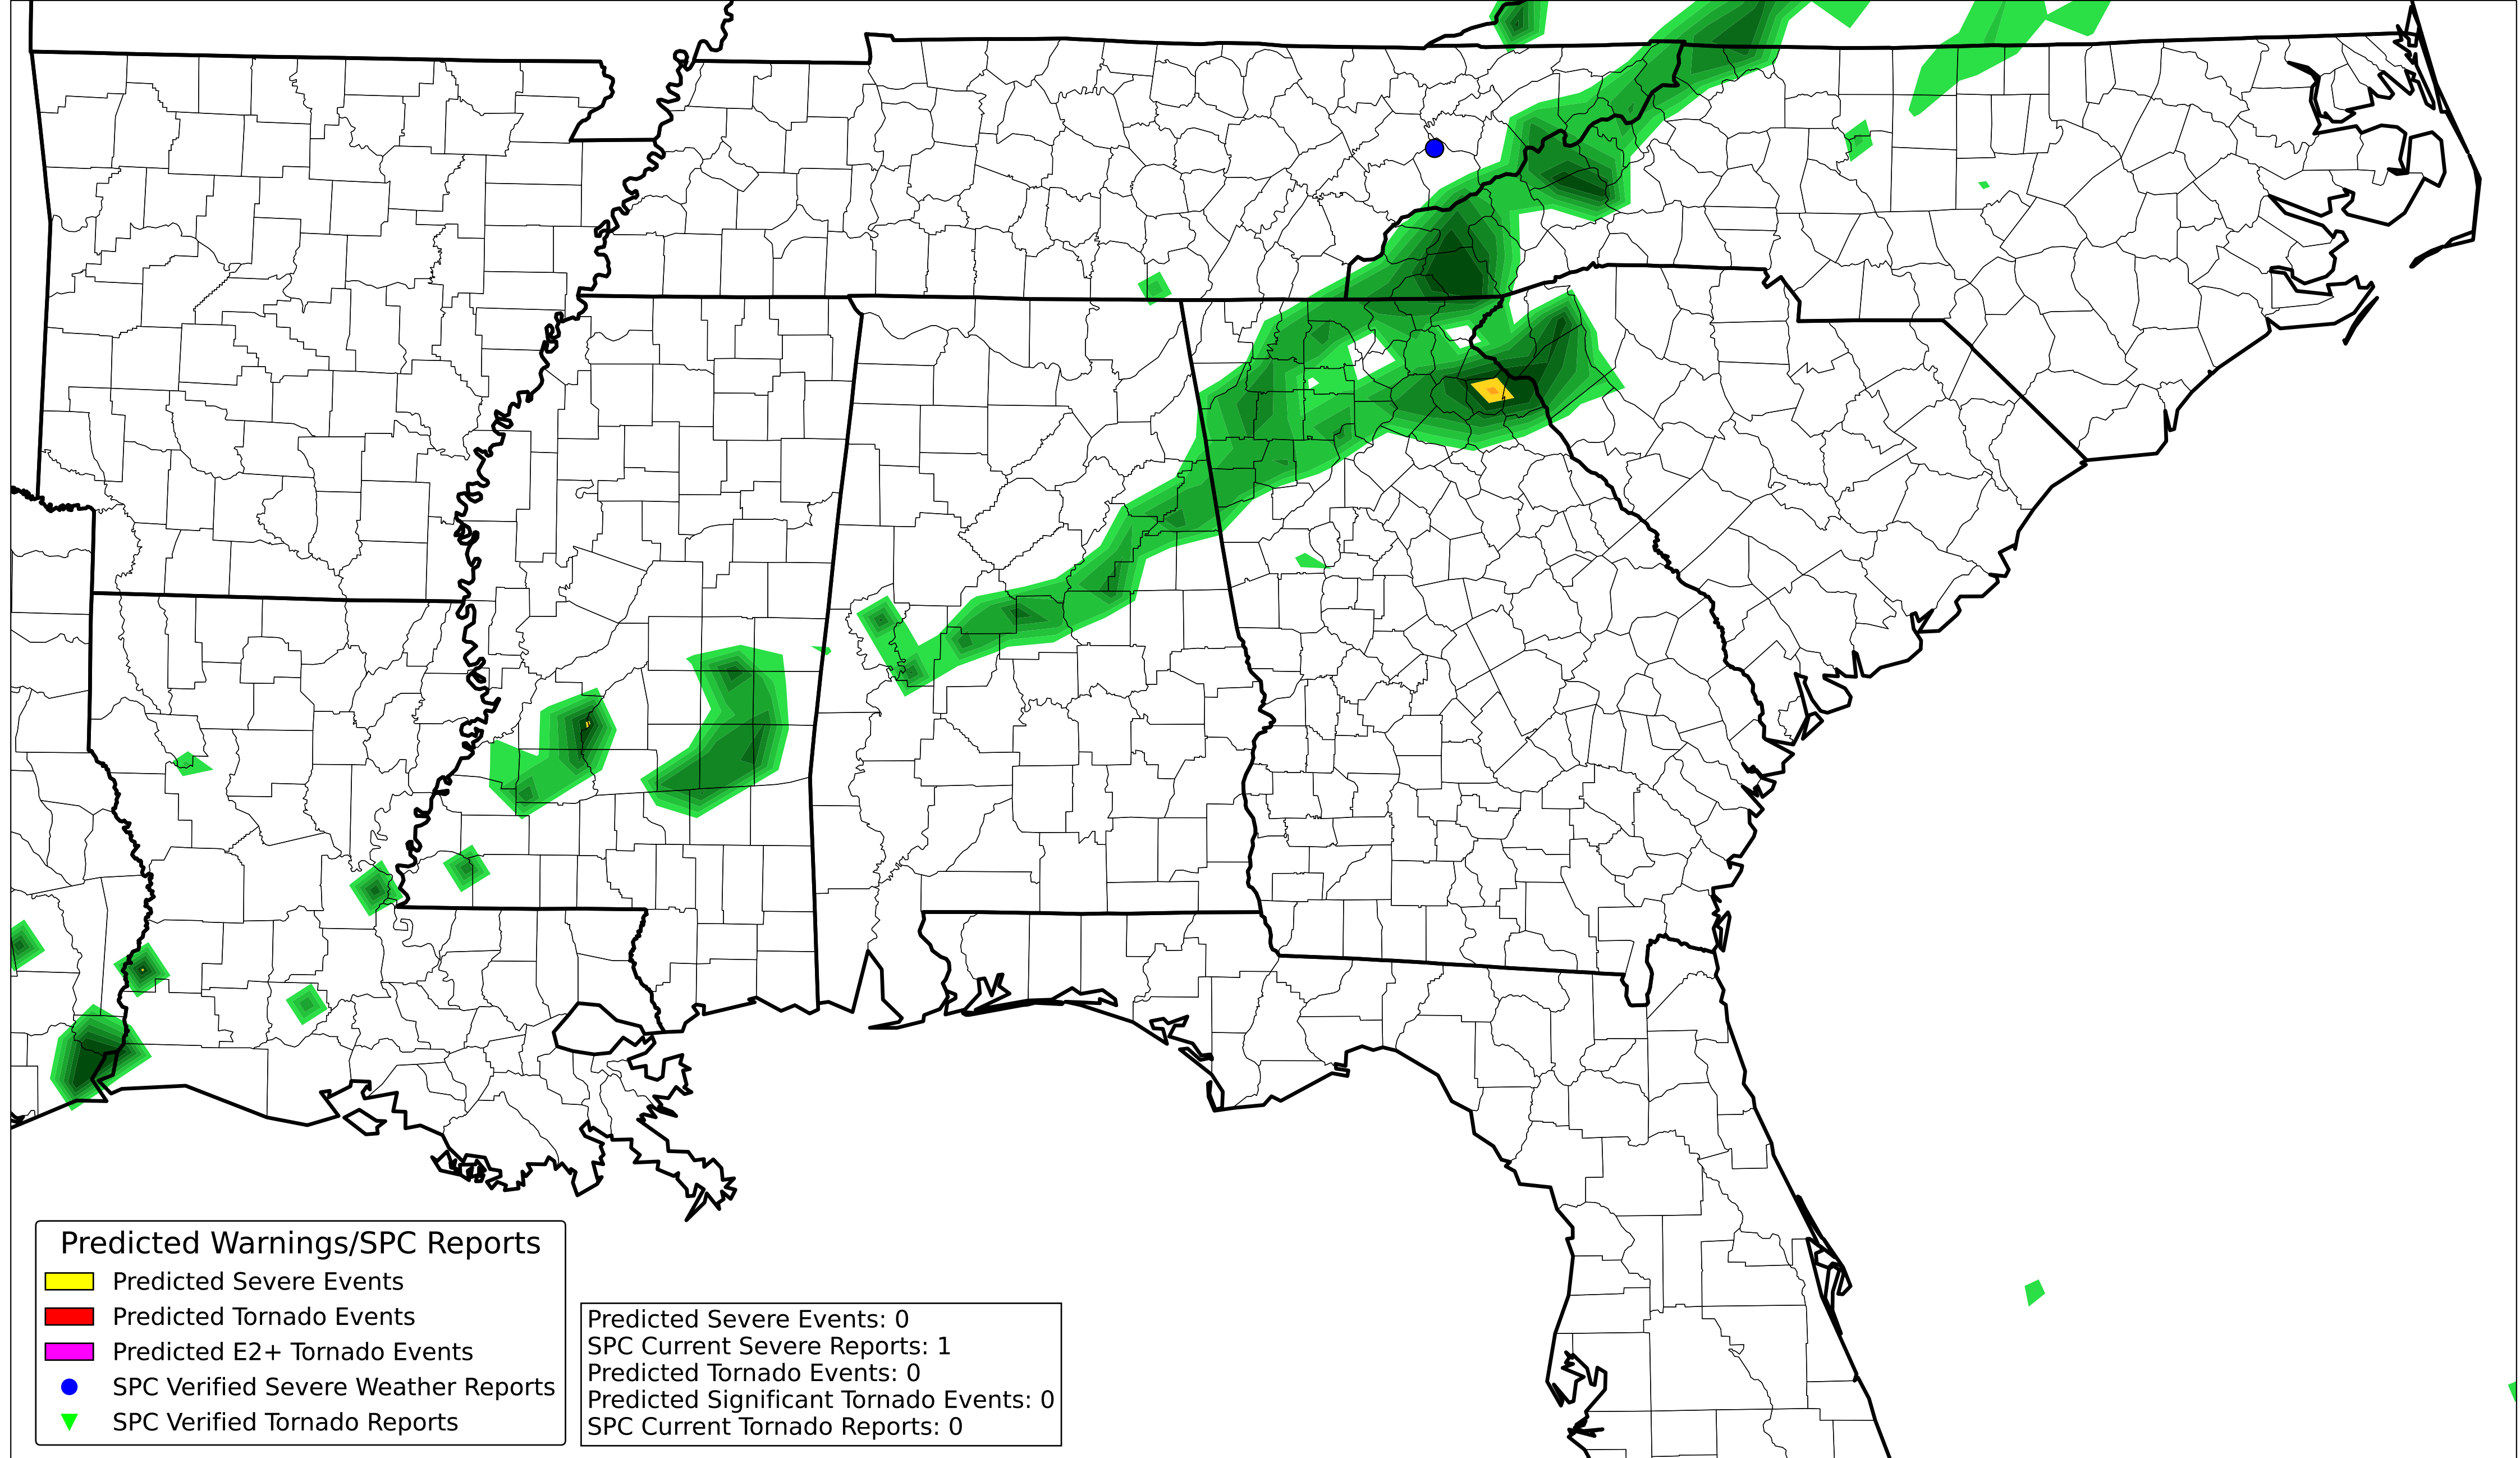 Predicted Warnings/SPC Reports
Predicted Severe Events
Predicted Tornado Events
Predicted E2+ Tornado Events
SPC Verified Severe Weather Reports
SPC Verified Tornado Reports
Predicted Severe Events: 0
SPC Current Severe Reports: 1
Predicted Tornado Events: 0
Predicted Significant Tornado Events: 0
SPC Current Tornado Reports: 0